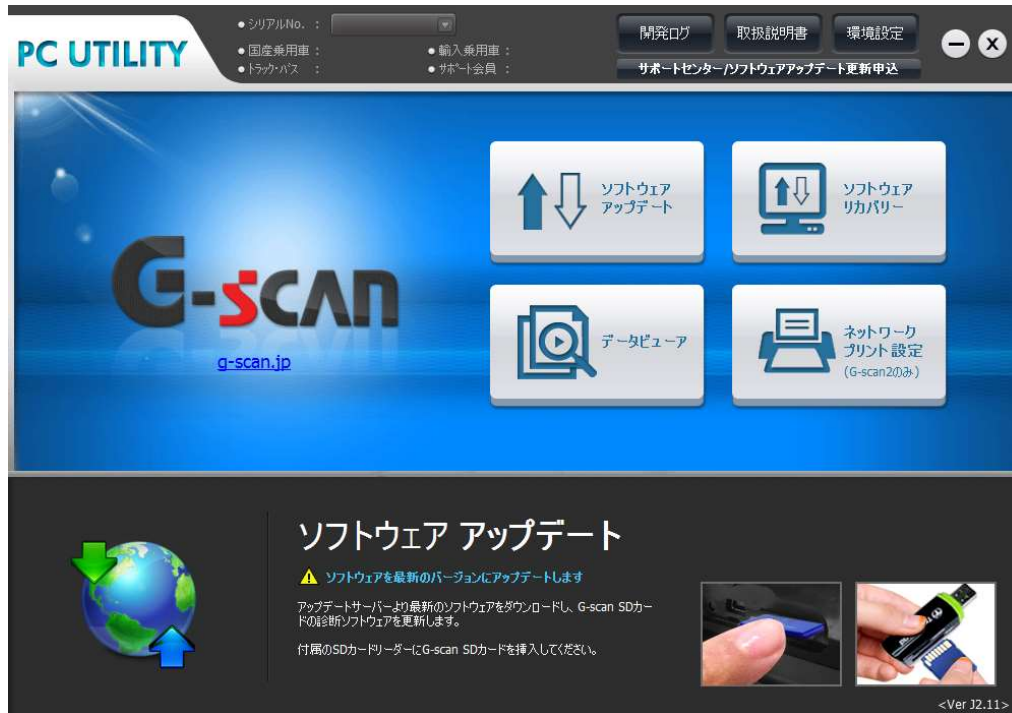 PC UTILITY
● シリアルNo. :
● 国産乗用車 :
● 輸入乗用車 :
● トラック・バス :
● サポート会員 :
開発ログ
取扱説明書
環境設定
サポートセンター/ソフトウェアアップデート更新申込
G-SCAN
g-scan.jp
ソフトウェア
アップデート
ソフトウェア
リカバリー
データビューア
ネットワーク
プリント設定
(G-scan2のみ)
ソフトウェア アップデート
ソフトウェアを最新のバージョンにアップデートします
アップデートサーバーより最新のソフトウェアをダウンロードし、G-scan SDカー
ドの診断ソフトウェアを更新します。
付属のSDカードリーダーにG-scan SDカードを挿入してください。
<Ver J2.11>